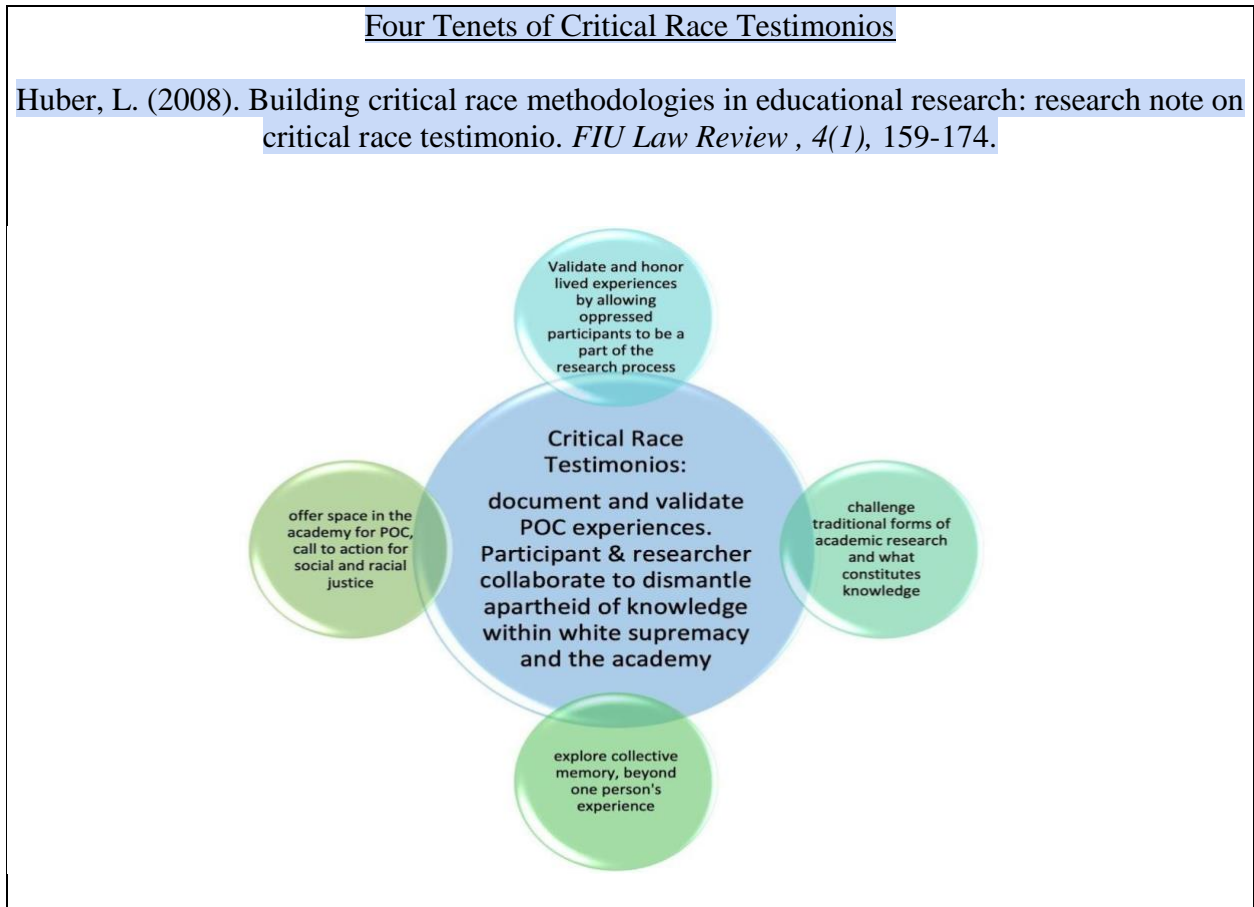 Four Tenets of Critical Race Testimonios
Huber, L. (2008). Building critical race methodologies in educational research: research note on
critical race testimonio. FIU Law Review , 4(1), 159-174.
Validate and honor
lived experiences
by allowing
oppressed
participants to be a
part of the
research process
Critical Race
Testimonios:
document and validate
POC experiences.
Participant & researcher
collaborate to dismantle
apartheid of knowledge
within white supremacy
and the academy
offer space in the
academy for POC,
call to action for
social and racial
justice
challenge
traditional forms of
academic research
and what
constitutes
knowledge
explore collective
memory, beyond
one person's
experience